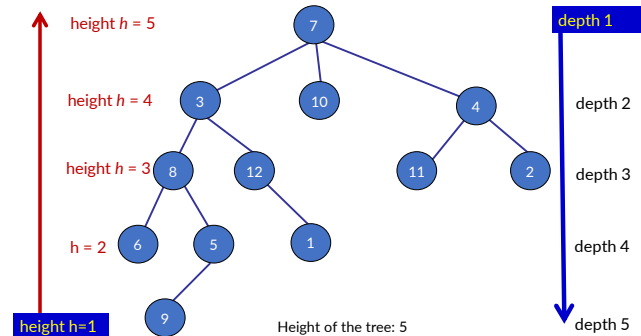 height h = 5
7
depth 1
height h = 4
3
10
4
depth 2
height h = 3
8
12
11
2
depth 3
h = 2
6
5
1
depth 4
height h=1
9
Height of the tree: 5
depth 5